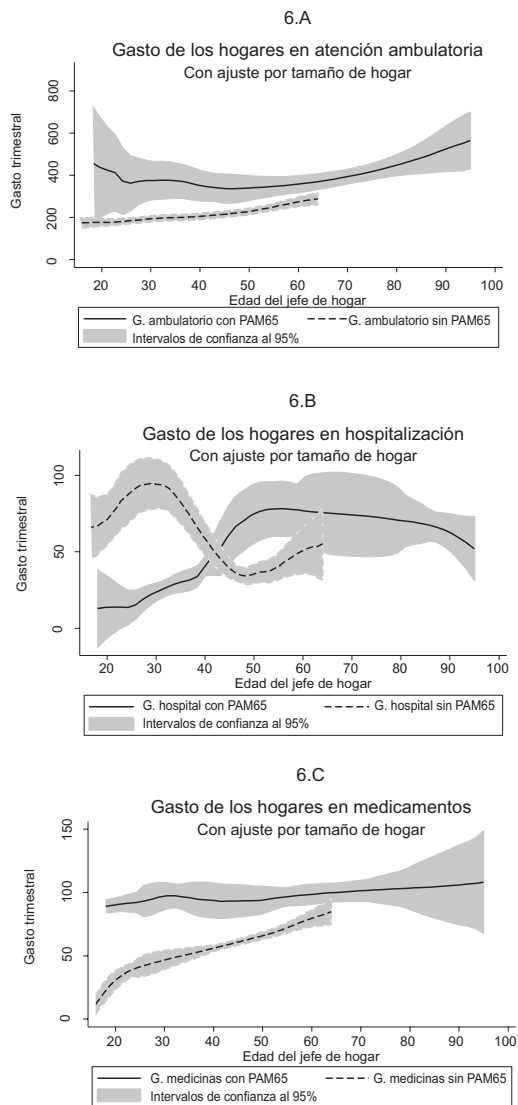 6.A
Gasto de los hogares en atención ambulatoria
Con ajuste por tamaño de hogar
Gasto trimestral
800
600
400
200
0
20 30 40 50 60 70 80 90 100
Edad del jefe de hogar
G. ambulatorio con PAM65 G. ambulatorio sin PAM65
Intervalos de confianza al 95%
6.B
Gasto de los hogares en hospitalización
Con ajuste por tamaño de hogar
Gasto trimestral
100
50
0
20 30 40 50 60 70 80 90 100
Edad del jefe de hogar
G. hospital con PAM65 G. hospital sin PAM65
Intervalos de confianza al 95%
6.C
Gasto de los hogares en medicamentos
Con ajuste por tamaño de hogar
Gasto trimestral
150
100
50
0
20 30 40 50 60 70 80 90 100
Edad del jefe de hogar
G. medicinas con PAM65 G. medicinas sin PAM65
Intervalos de confianza al 95%